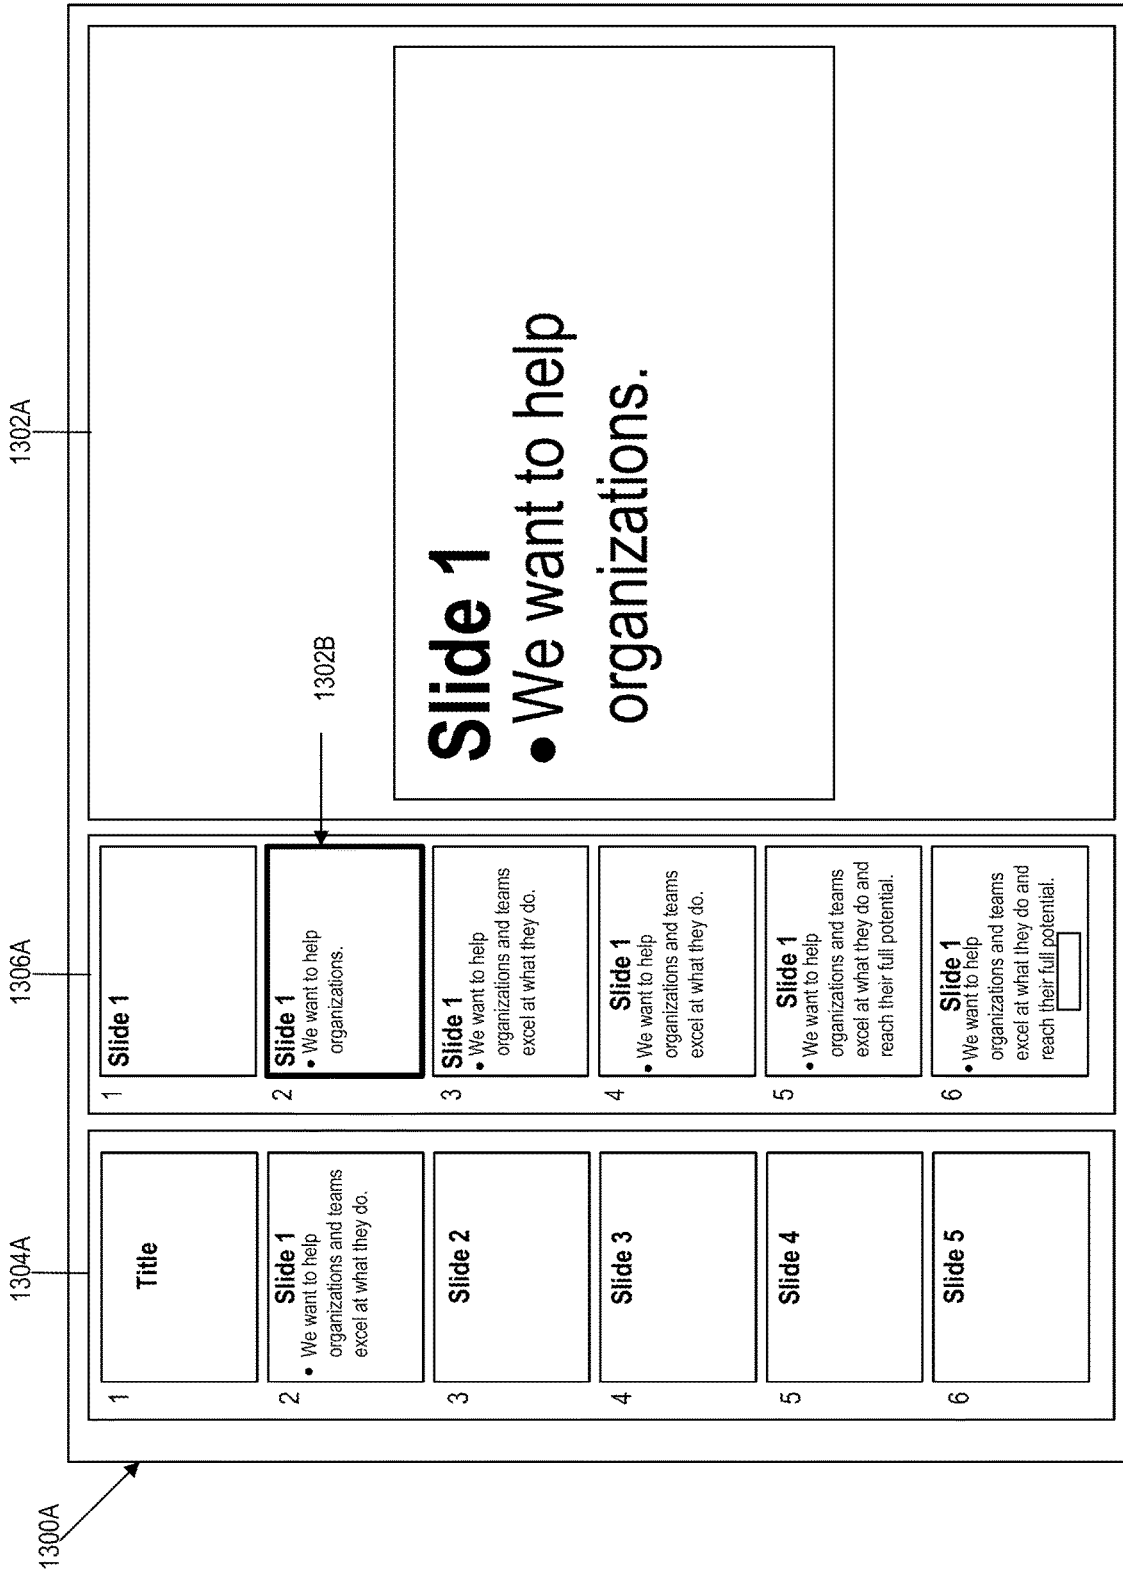 1300A
1304A
1306A
1302A
1302B
1
Title
2
Slide 1
• We want to help
organizations and teams
excel at what they do.
3
Slide 2
4
Slide 3
5
Slide 4
6
Slide 5
1
Slide 1
2
Slide 1
• We want to help
organizations.
3
Slide 1
• We want to help
organizations and teams
excel at what they do.
4
Slide 1
• We want to help
organizations and teams
excel at what they do.
5
Slide 1
• We want to help
organizations and teams
excel at what they do and
reach their full potential.
6
Slide 1
• We want to help
organizations and teams
excel at what they do and
reach their full potential.
Slide 1
• We want to help
organizations.